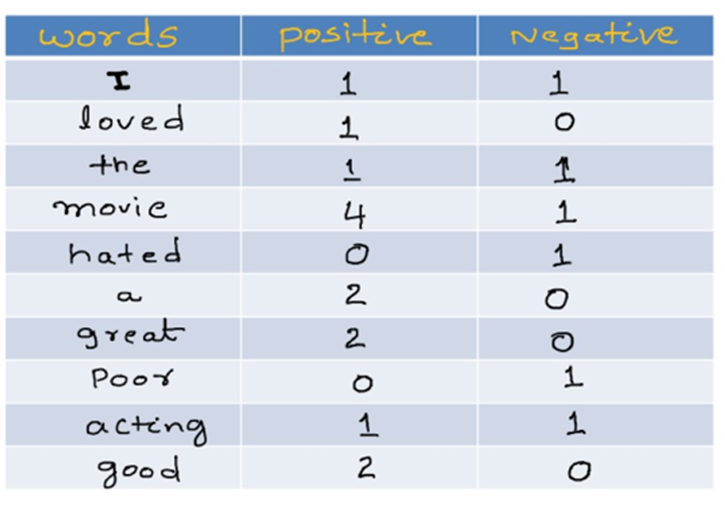 words positive Negative
I 1 1
loved 1 0
the 1 1
movie 4 1
hated 0 1
a 2 0
great 2 0
Poor 0 1
acting 1 1
good 2 0